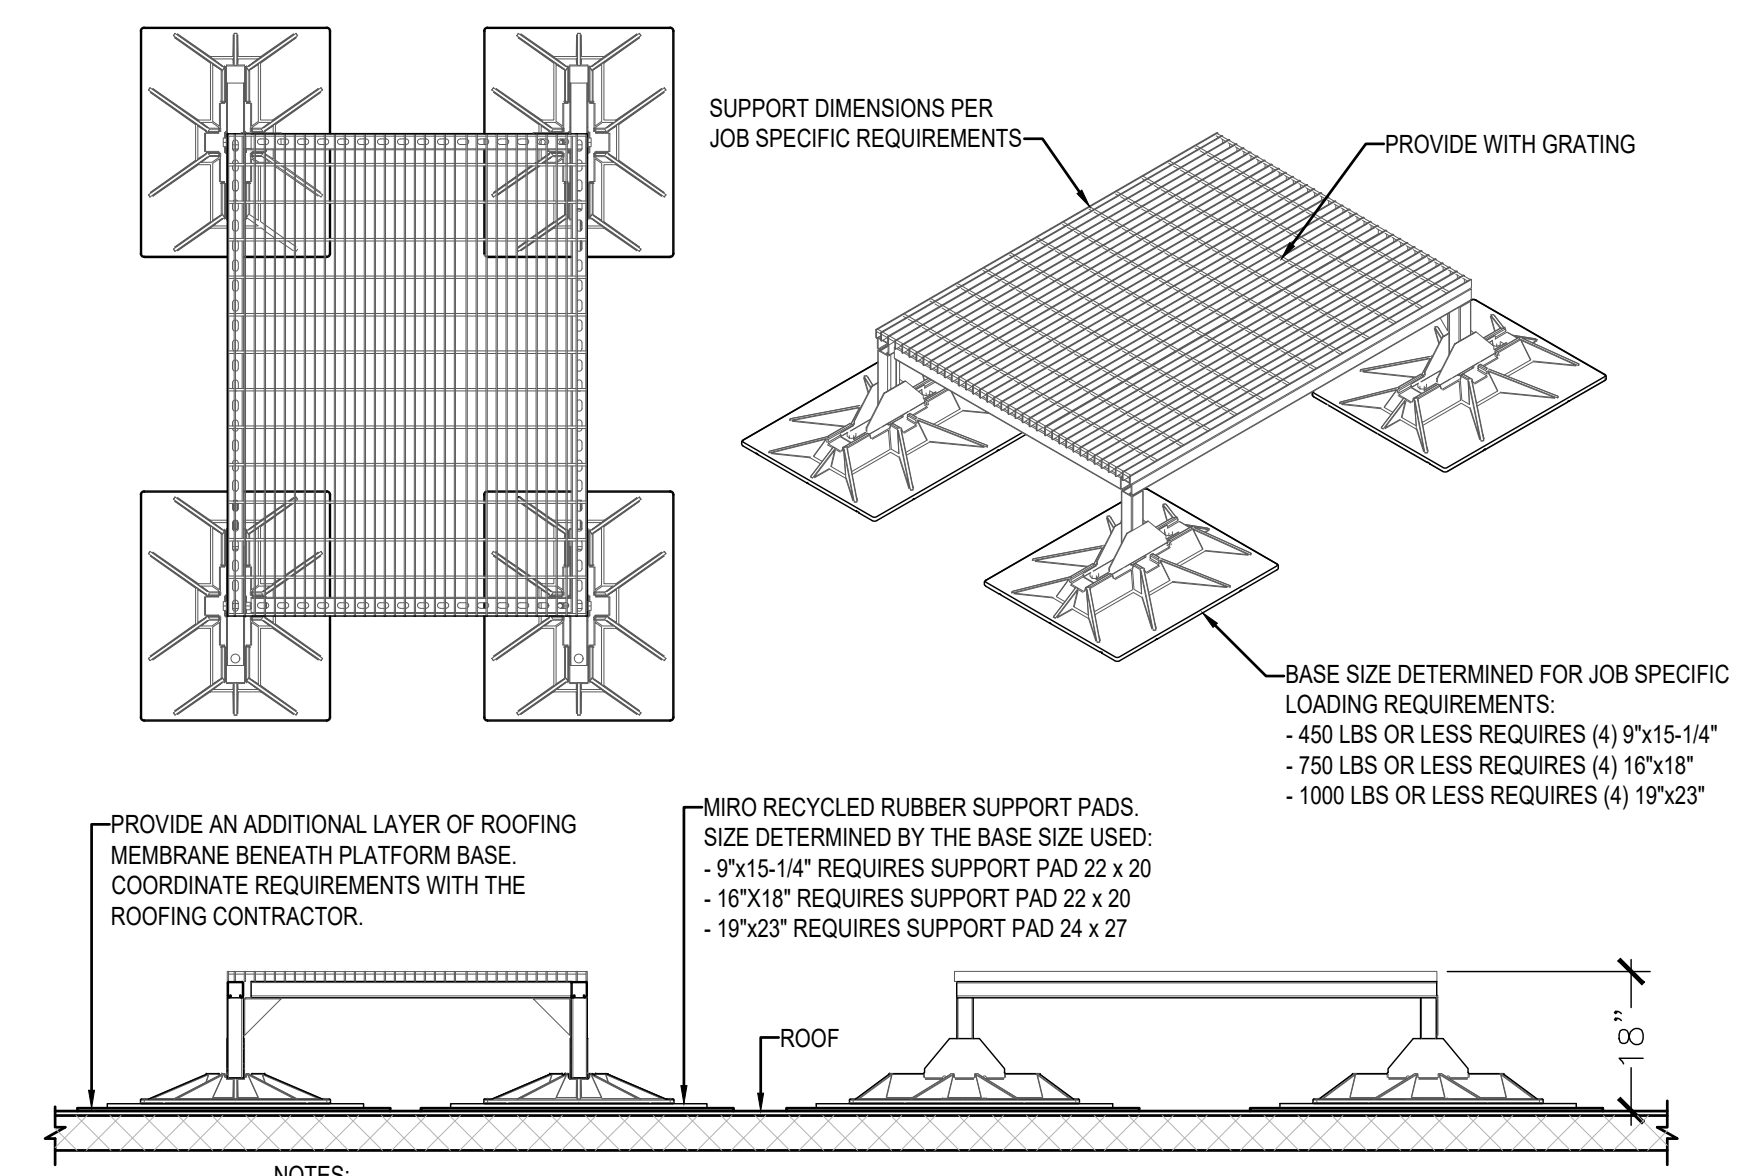 SUPPORT DIMENSIONS PER
JOB SPECIFIC REQUIREMENTS
PROVIDE WITH GRATING
BASE SIZE DETERMINED FOR JOB SPECIFIC
LOADING REQUIREMENTS:
- 450 LBS OR LESS REQUIRES (4) 9"x15-1/4"
- 750 LBS OR LESS REQUIRES (4) 16"x18"
- 1000 LBS OR LESS REQUIRES (4) 19"x23"
PROVIDE AN ADDITIONAL LAYER OF ROOFING
MEMBRANE BENEATH PLATFORM BASE.
COORDINATE REQUIREMENTS WITH THE
ROOFING CONTRACTOR.
MIRO RECYCLED RUBBER SUPPORT PADS.
SIZE DETERMINED BY THE BASE SIZE USED:
- 9"x15-1/4" REQUIRES SUPPORT PAD 22 x 20
- 16"X18" REQUIRES SUPPORT PAD 22 x 20
- 19"x23" REQUIRES SUPPORT PAD 24 x 27
ROOF
18"
NOTES: